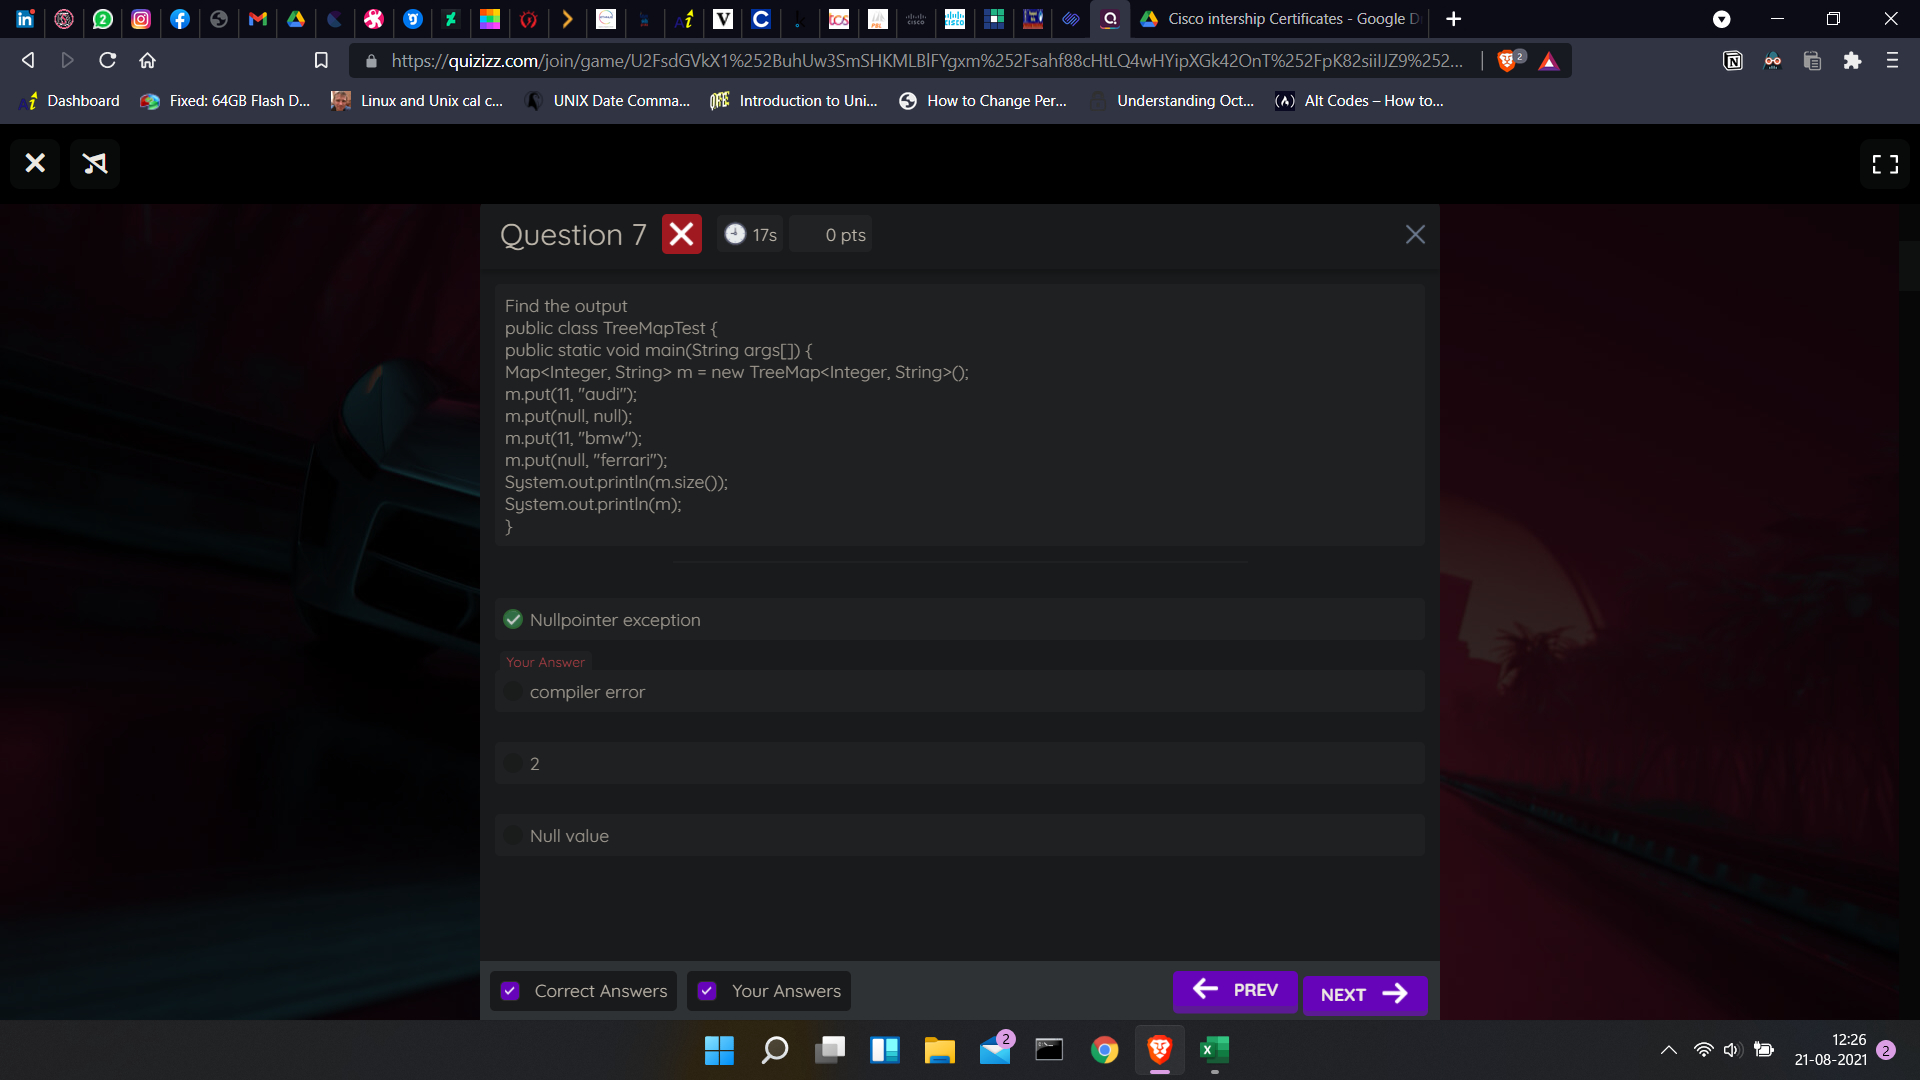 Cisco intership Certificates - Google D
https://quizizz.com/join/game/U2FsdGVkX1%252BuhUw3SmSHKMLBlFYgxm%252Fsahf88cHtLQ4wHYipXGk42OnT%252FpK82siiIJZ9%252...
2
Dashboard
Fixed: 64GB Flash D...
Linux and Unix cal c...
UNIX Date Comma...
Introduction to Uni...
How to Change Per...
Understanding Oct...
Alt Codes – How to...
Question 7
17s
0 pts
Find the output
public class TreeMapTest {
public static void main(String args[]) {
Map<Integer, String> m = new TreeMap<Integer, String>();
m.put(11, "audi");
m.put(null, null);
m.put(11, "bmw");
m.put(null, "ferrari");
System.out.println(m.size());
System.out.println(m);
}
Nullpointer exception
Your Answer
compiler error
2
Null value
Correct Answers
Your Answers
PREV
NEXT
2
12:26
21-08-2021
2